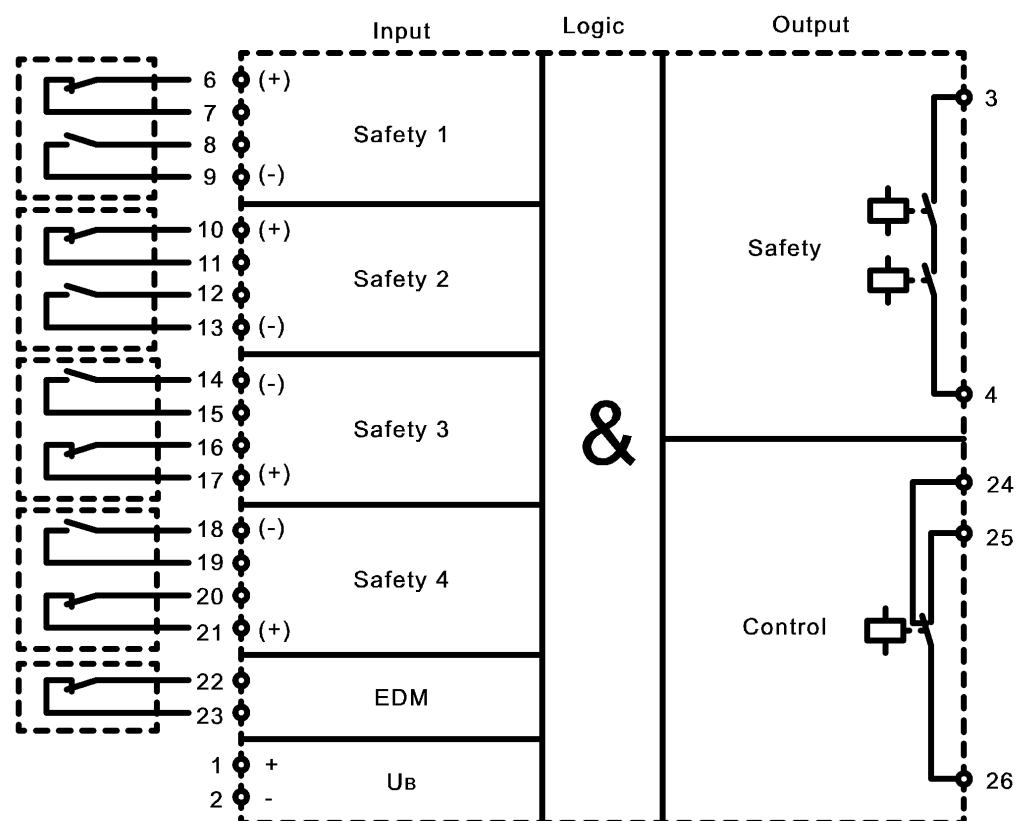 Input Logic Output
6 (+)
7
Safety 1
8
9 (-)
10 (+)
11
Safety 2
12
13 (-)
14 (-)
15
Safety 3
16
17 (+)
18 (-)
19
Safety 4
20
21 (+)
22
EDM
23
1 +
UB
2 -
&
3
Safety
4
24
25
Control
26